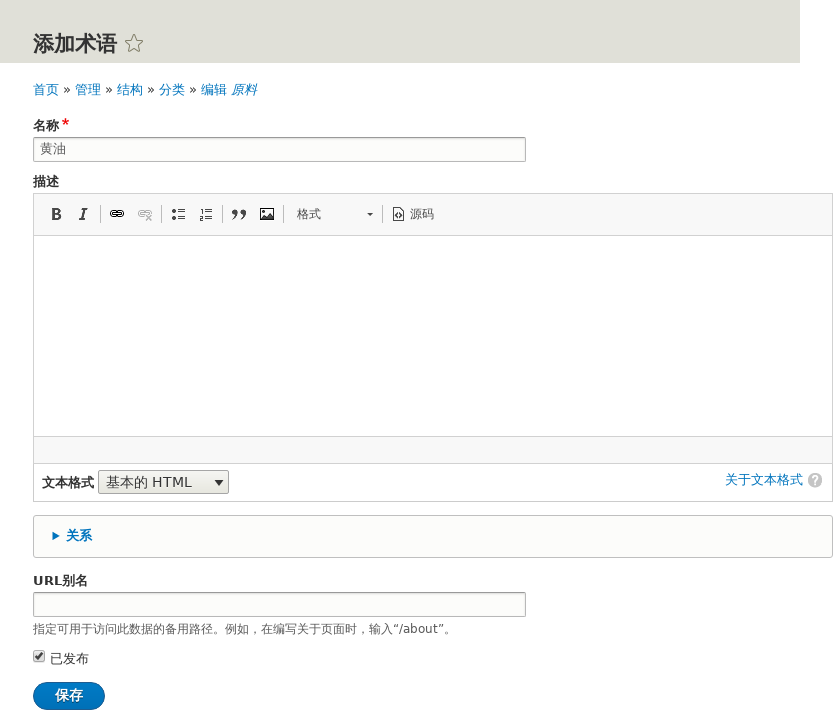 添加术语
首页 » 管理 » 结构 » 分类 » 编辑 原料
名称*
黄油
描述
B I 格式 源码
文本格式 基本的 HTML 关于文本格式 ?
关系
URL别名
指定可用于访问此数据的备用路径。例如，在编写关于页面时，输入“/about”。
已发布
保存